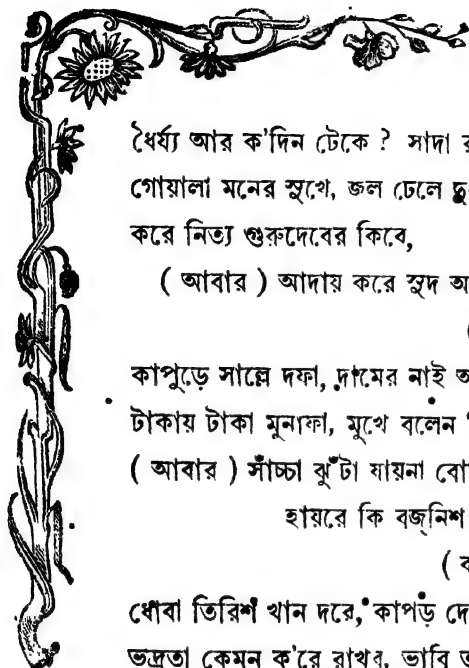 ধৈর্য্য আর ক'দিন টেকে ? সাদা
গোয়ালা মনের সুখে, জল ঢেলে
করে নিত্য গুরুদেবের কিবে,
( আবার ) আদায় করে সুদ
(
কাপুড়ে সাল্লে দফা, দামের নাই
টাকায় টাকা মুনাফা, মুখে বলেন
( আবার ) সাঁচ্চা ঝুঁটা যায়না
হায়রে কি বজ্‌নিশ
(
ধোবা তিরিশ খান দরে, কাপড়
ভদ্রতা কেমন ক'রে রাখব, ভাবি